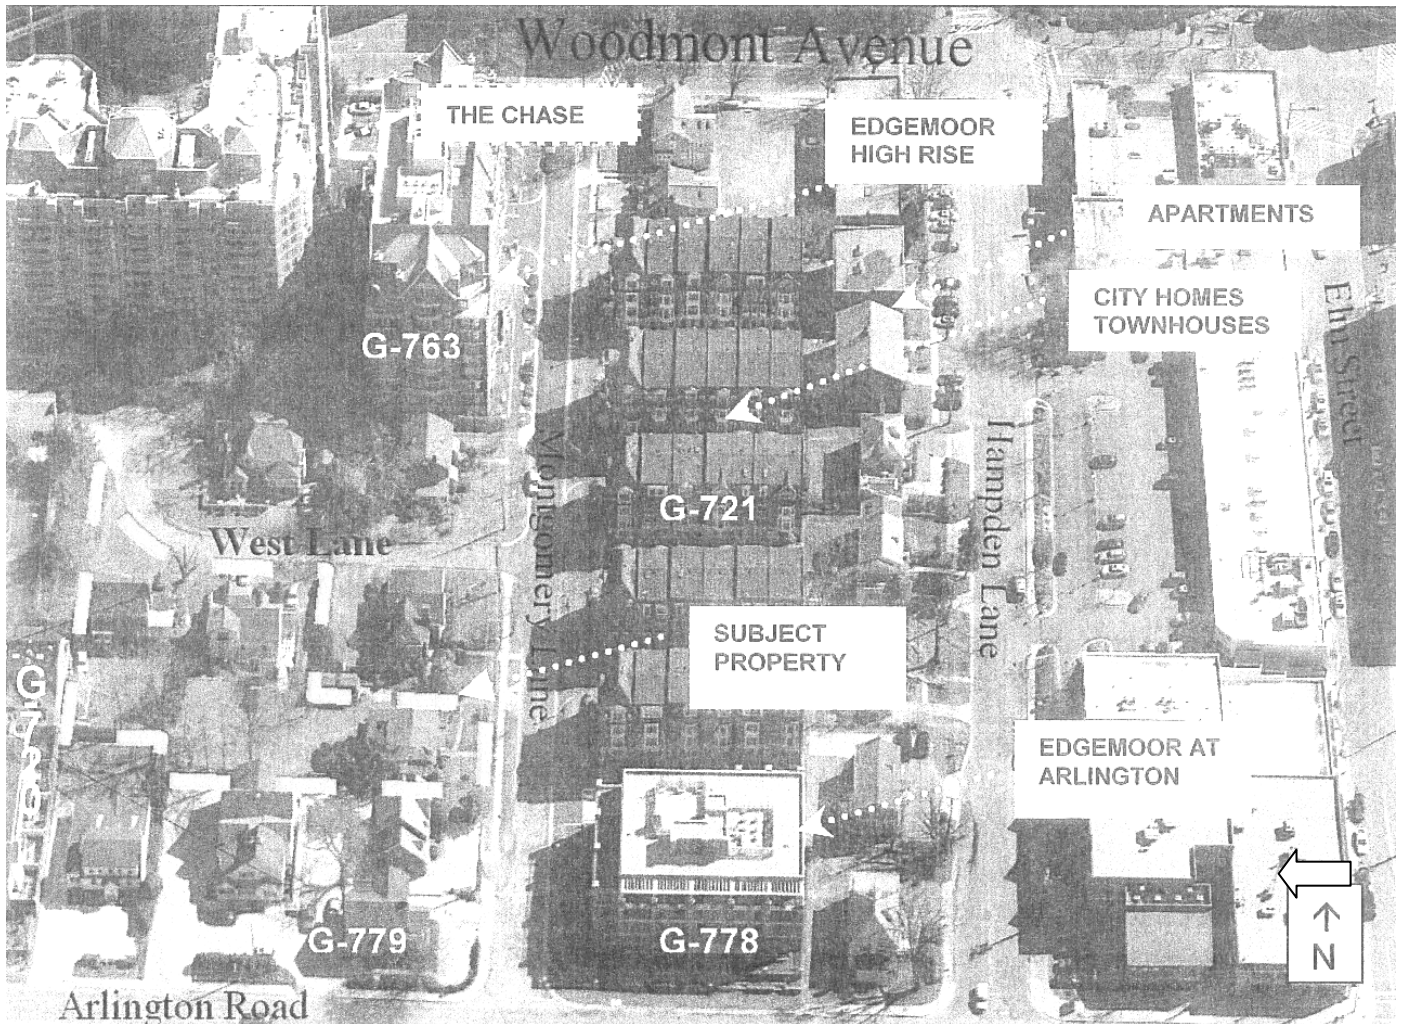 Woodmont Avenue
THE CHASE
EDGEMOOR
HIGH RISE
APARTMENTS
CITY HOMES
TOWNHOUSES
Elm Street
G-763
Montgomery Lane
Hampden Lane
G-721
West Lane
SUBJECT
PROPERTY
EDGEMOOR AT
ARLINGTON
G-779
G-778
N
Arlington Road